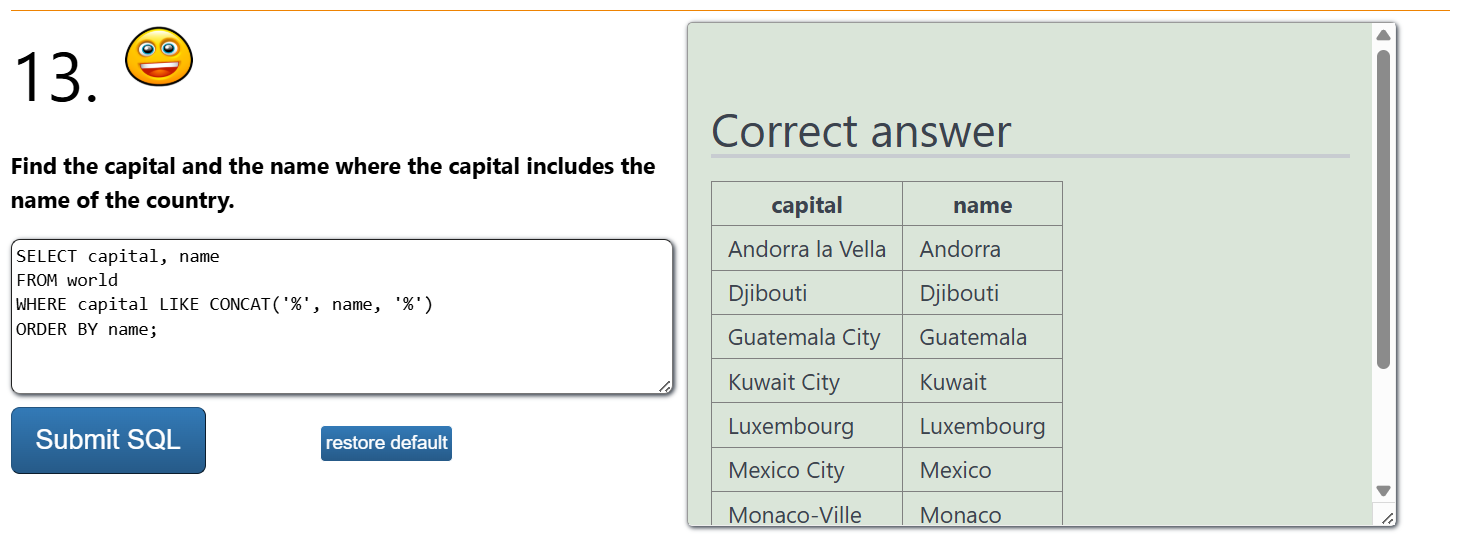 13.
Find the capital and the name where the capital includes the
name of the country.
SELECT capital, name
FROM world
WHERE capital LIKE CONCAT('%', name, '%')
ORDER BY name;
Submit SQL
restore default
Correct answer
capital name
Andorra la Vella Andorra
Djibouti Djibouti
Guatemala City Guatemala
Kuwait City Kuwait
Luxembourg Luxembourg
Mexico City Mexico
Monaco-Ville Monaco